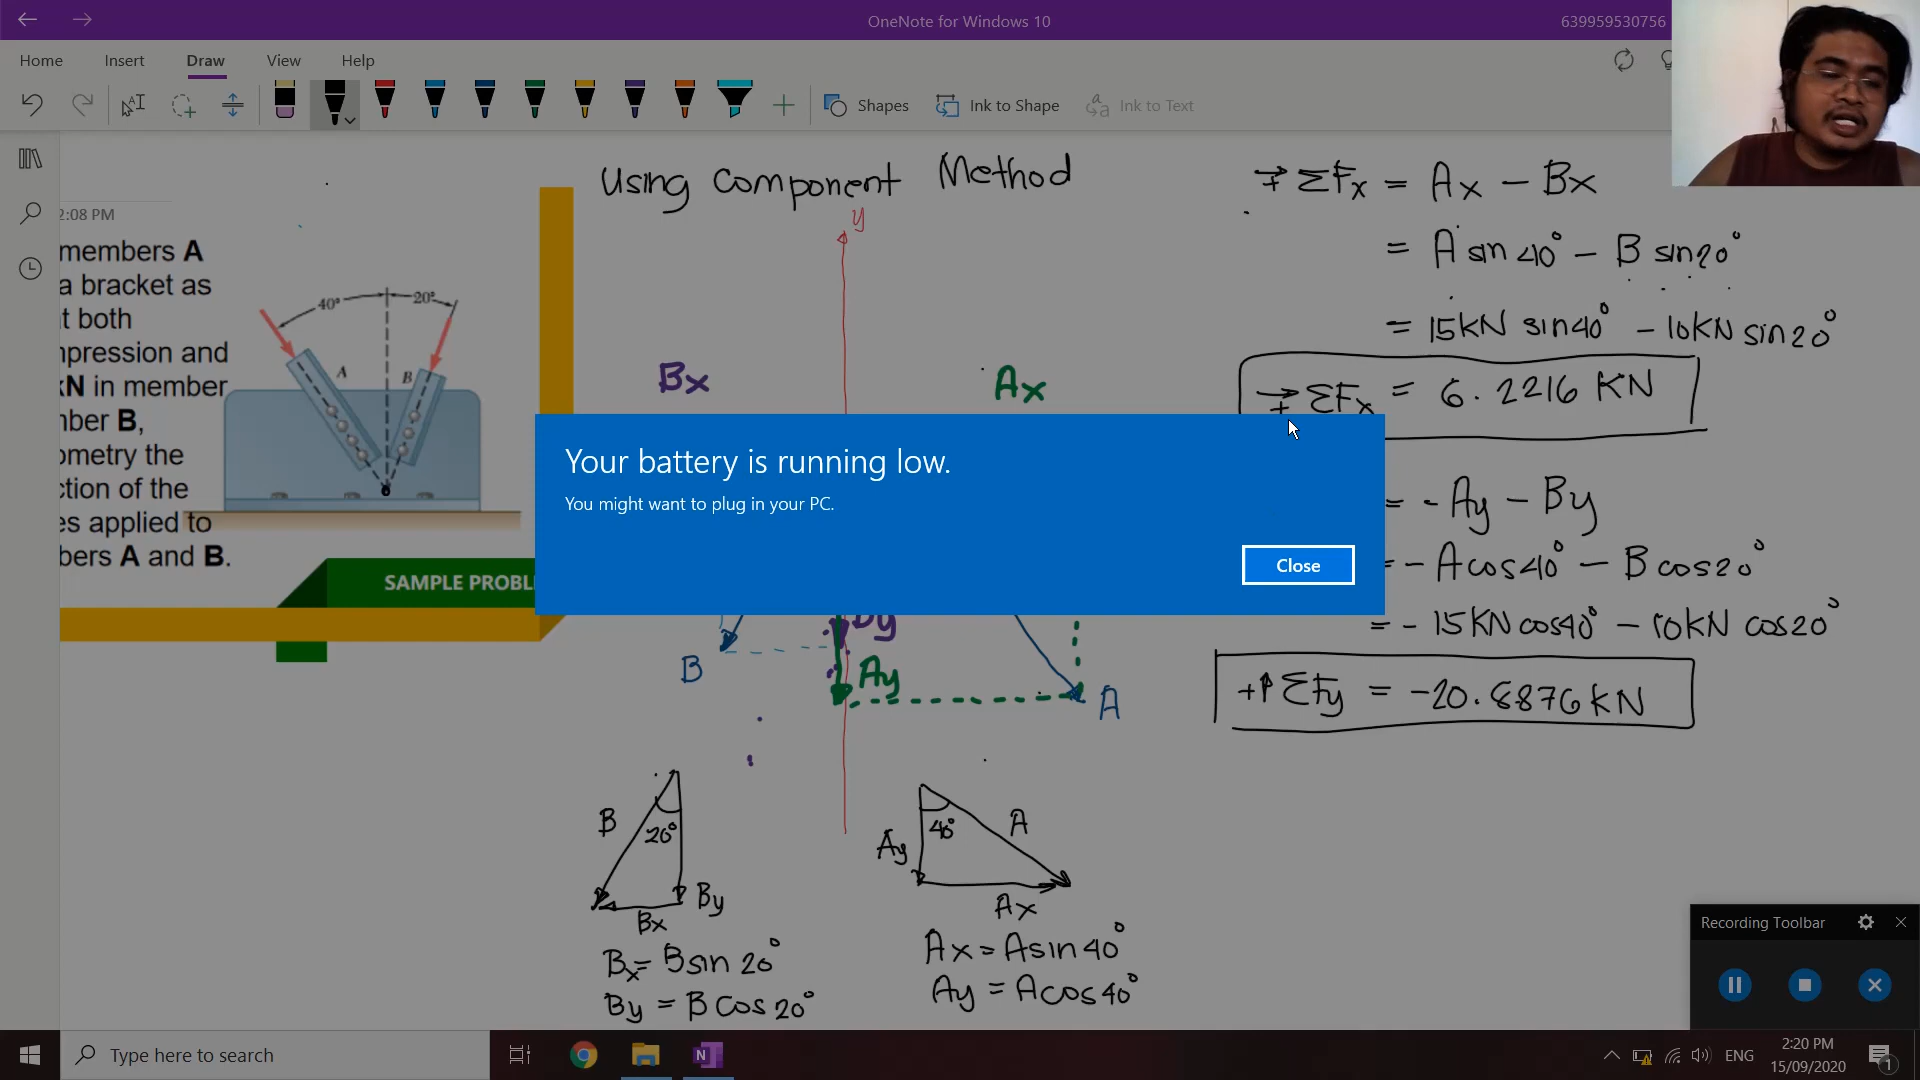 OneNote for Windows 10
639959530756
Home
Insert
Draw
View
Help
Shapes
Ink to Shape
Ink to Text
2:08 PM
members A
a bracket as
t both
mpression and
kN in member
nber B,
ometry the
ction of the
es applied to
bers A and B.
40°
20°
A
B
SAMPLE PROBL
Using Component Method
y
Bx
Ax
By
Ay
B
A
Your battery is running low.
You might want to plug in your PC.
Close
B
20°
By
Bx
Bx = B sin 20°
By = B cos 20°
40°
A
Ay
Ax
Ax = A sin 40°
Ay = A cos 40°
→+ ΣFx = Ax - Bx
= A sin 40° - B sin 20°
= 15kN sin 40° - 10KN sin 20°
→+ ΣFx = 6.2216 KN
= - Ay - By
= - A cos 40° - B cos 20°
= - 15KN cos 40° - 10KN cos 20°
+↑ ΣFy = -20.8876 KN
Recording Toolbar
Type here to search
ENG
2:20 PM
15/09/2020
1